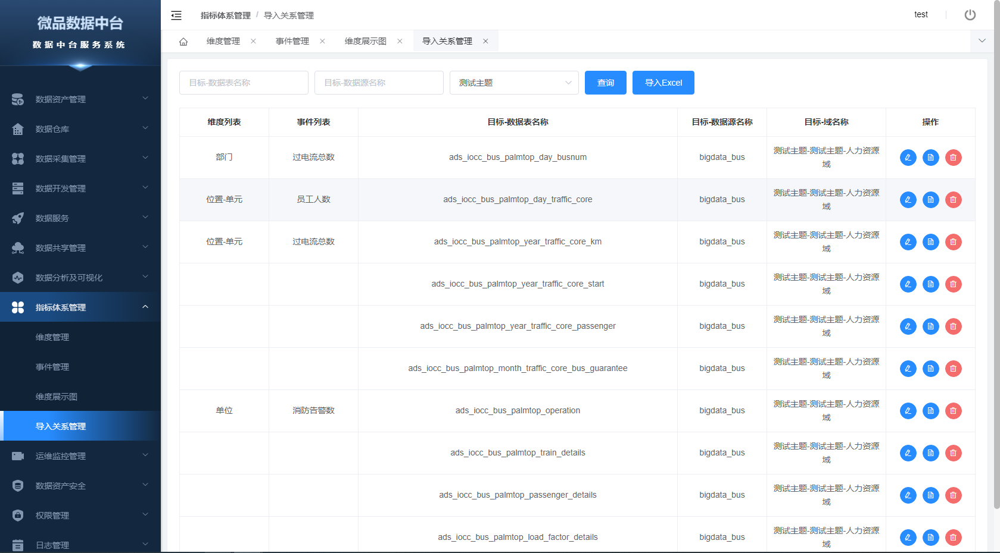 微品数据中台
数据中台服务系统
数据资产管理
数据仓库
数据采集管理
数据开发管理
数据服务
数据共享管理
数据分析及可视化
指标体系管理
维度管理
事件管理
维度展示图
导入关系管理
运维监控管理
数据资产安全
权限管理
日志管理
指标体系管理 / 导入关系管理
test
维度管理 × 事件管理 × 维度展示图 × 导入关系管理 ×
目标-数据表名称 目标-数据源名称 测试主题 查询 导入Excel
维度列表 事件列表 目标-数据表名称 目标-数据源名称 目标-域名称 操作
部门 过电流总数 ads_iocc_bus_palmtop_day_busnum bigdata_bus 测试主题-测试主题-人力资源
域
位置-单元 员工人数 ads_iocc_bus_palmtop_day_traffic_core bigdata_bus 测试主题-测试主题-人力资源
域
位置-单元 过电流总数 ads_iocc_bus_palmtop_year_traffic_core_km bigdata_bus 测试主题-测试主题-人力资源
域
ads_iocc_bus_palmtop_year_traffic_core_start bigdata_bus 测试主题-测试主题-人力资源
域
ads_iocc_bus_palmtop_year_traffic_core_passenger bigdata_bus 测试主题-测试主题-人力资源
域
ads_iocc_bus_palmtop_month_traffic_core_bus_guarantee bigdata_bus 测试主题-测试主题-人力资源
域
单位 消防告警数 ads_iocc_bus_palmtop_operation bigdata_bus 测试主题-测试主题-人力资源
域
ads_iocc_bus_palmtop_train_details bigdata_bus 测试主题-测试主题-人力资源
域
ads_iocc_bus_palmtop_passenger_details bigdata_bus 测试主题-测试主题-人力资源
域
ads_iocc_bus_palmtop_load_factor_details bigdata_bus 测试主题-测试主题-人力资源
域